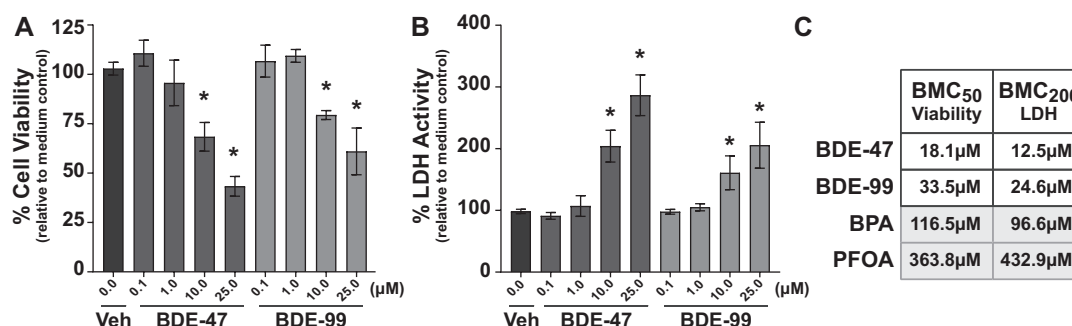 A
% Cell Viability
(relative to medium control)
125
100
75
50
25
0
* * * *
0.0 0.1 1.0 10.0 25.0 0.1 1.0 10.0 25.0 (μM)
Veh BDE-47 BDE-99
B
% LDH Activity
(relative to medium control)
400
300
200
100
0
* * * *
0.0 0.1 1.0 10.0 25.0 0.1 1.0 10.0 25.0 (μM)
Veh BDE-47 BDE-99
C
BMC50 BMC200
Viability LDH
BDE-47 18.1μM 12.5μM
BDE-99 33.5μM 24.6μM
BPA 116.5μM 96.6μM
PFOA 363.8μM 432.9μM